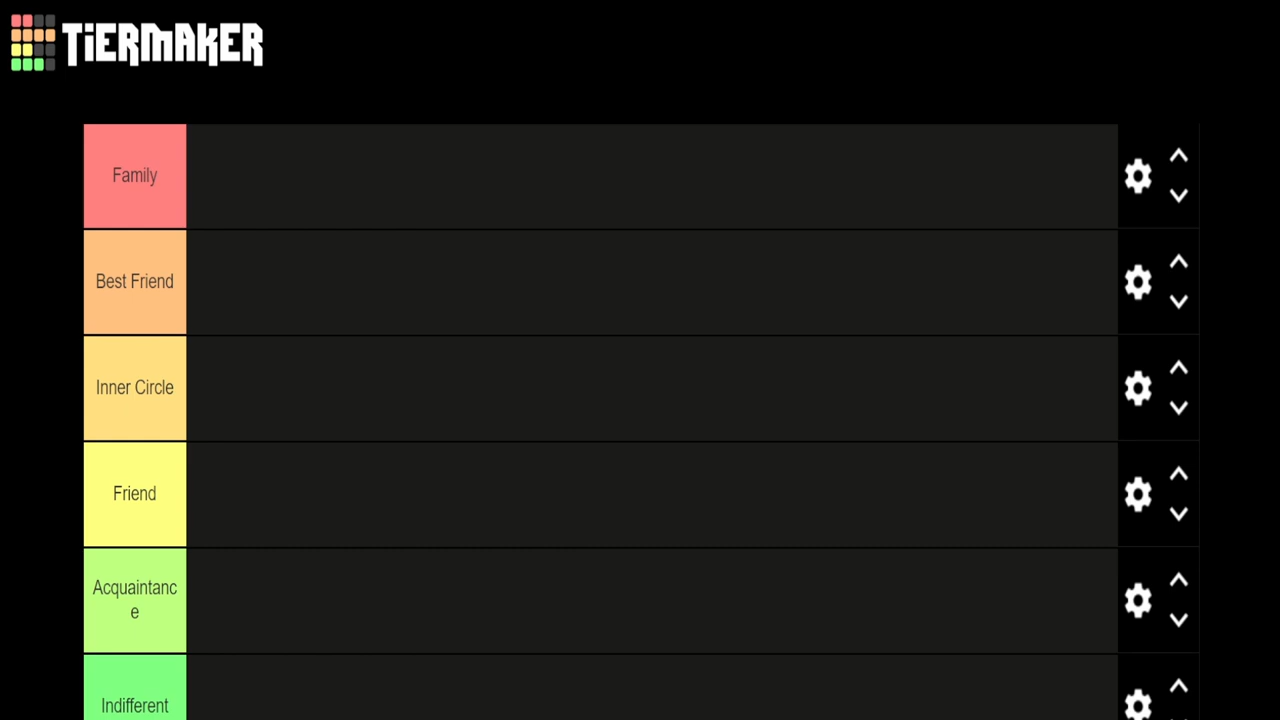 TiERMAKER
Family
Best Friend
Inner Circle
Friend
Acquaintanc
e
Indifferent